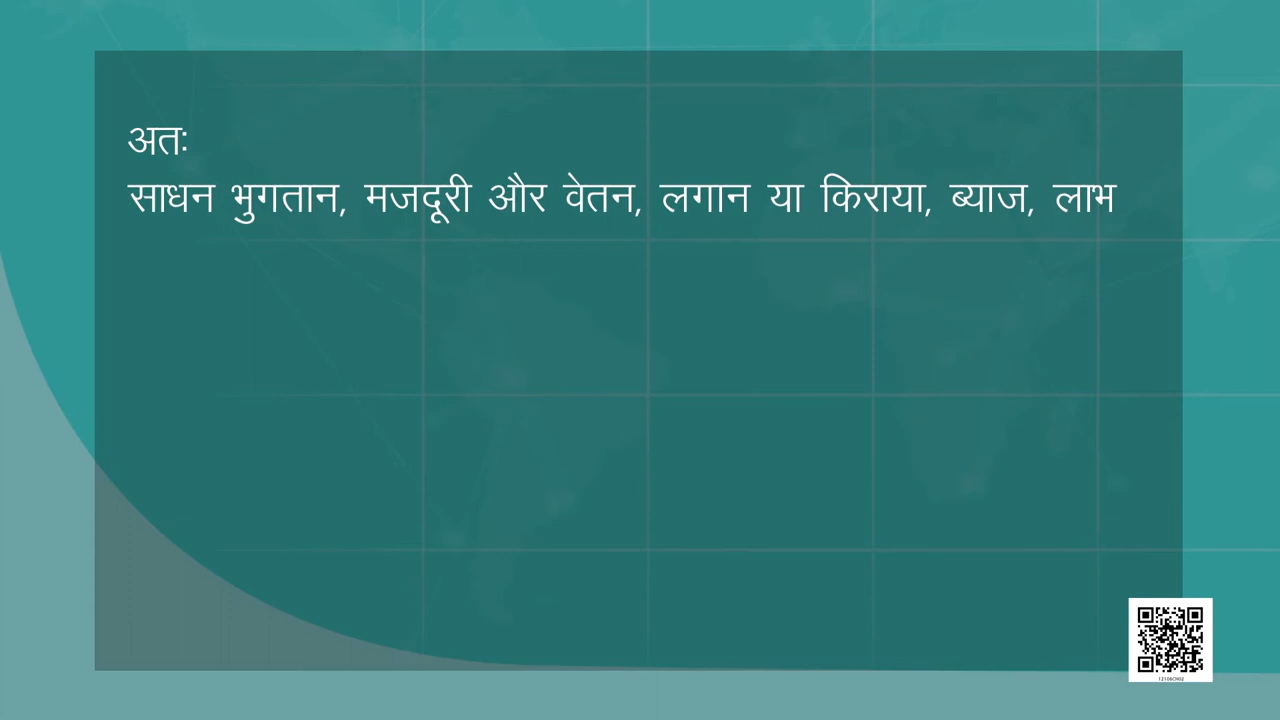 अतः
साधन भुगतान, मजदूरी और वेतन, लगान या किराया, ब्याज, लाभ